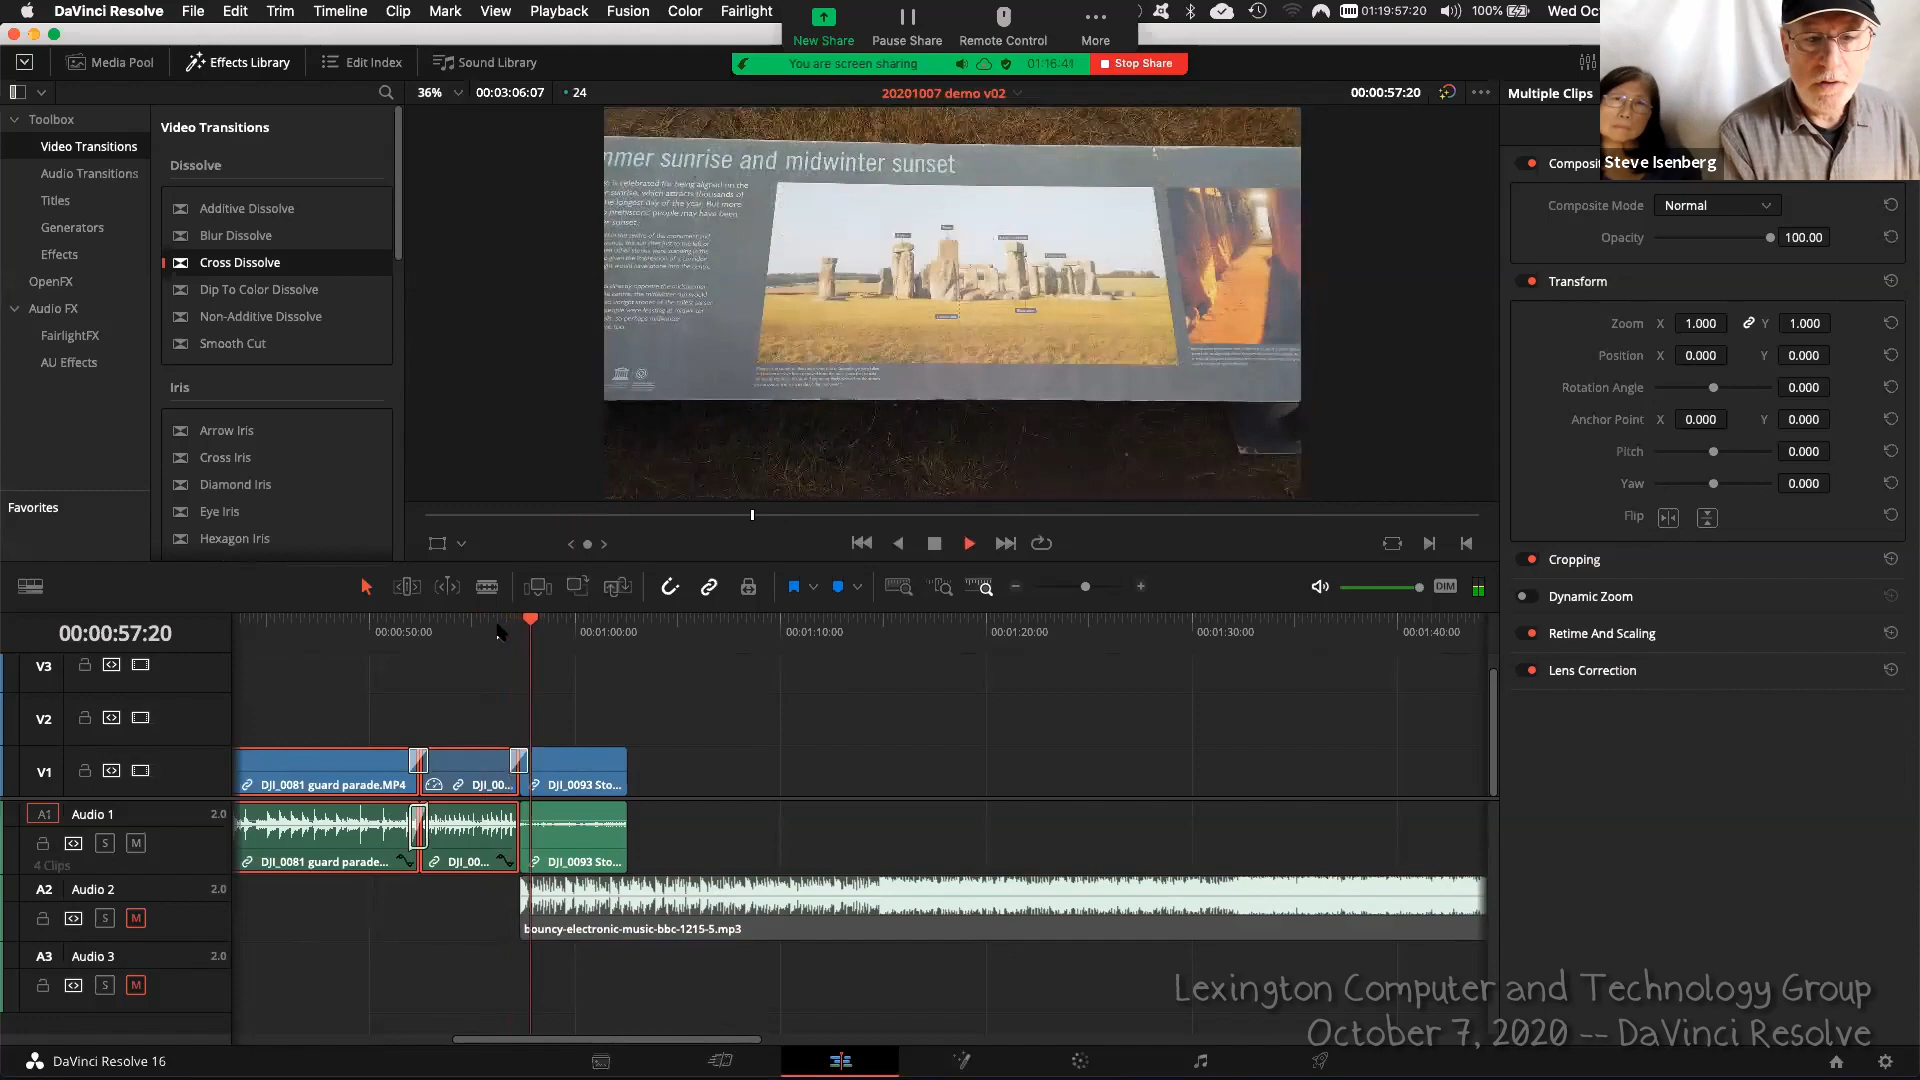 DaVinci Resolve File Edit Trim Timeline Clip Mark View Playback Fusion Color Fairlight
01:19:57:20 100% Wed Oc
New Share Pause Share Remote Control More
You are screen sharing 01:16:41 Stop Share
Media Pool Effects Library Edit Index Sound Library
36% 00:03:06:07 24 20201007 demo v02 00:00:57:20 Multiple Clips
Steve Isenberg
Toolbox
Video Transitions
Audio Transitions
Titles
Generators
Effects
OpenFX
Audio FX
FairlightFX
AU Effects
Favorites
Video Transitions
Dissolve
Additive Dissolve
Blur Dissolve
Cross Dissolve
Dip To Color Dissolve
Non-Additive Dissolve
Smooth Cut
Iris
Arrow Iris
Cross Iris
Diamond Iris
Eye Iris
Hexagon Iris
mmer sunrise and midwinter sunset
Composit
Composite Mode Normal
Opacity 100.00
Transform
Zoom X 1.000 Y 1.000
Position X 0.000 Y 0.000
Rotation Angle 0.000
Anchor Point X 0.000 Y 0.000
Pitch 0.000
Yaw 0.000
Flip
Cropping
Dynamic Zoom
Retime And Scaling
Lens Correction
DIM
00:00:57:20 00:00:50:00 00:01:00:00 00:01:10:00 00:01:20:00 00:01:30:00 00:01:40:00
V3
V2
V1 DJI_0081 guard parade.MP4 DJI_00... DJI_0093 Sto...
A1 Audio 1 2.0
S M
4 Clips DJI_0081 guard parade... DJI_00... DJI_0093 Sto...
A2 Audio 2 2.0
S M
bouncy-electronic-music-bbc-1215-5.mp3
A3 Audio 3 2.0
S M
Lexington Computer and Technology Group
October 7, 2020 -- DaVinci Resolve
DaVinci Resolve 16